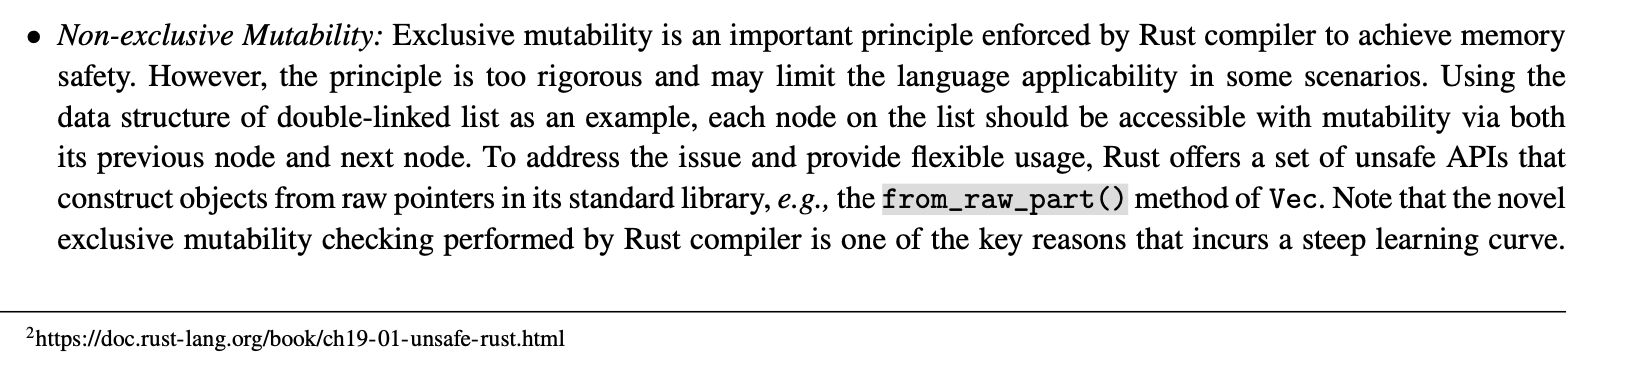 • Non-exclusive Mutability: Exclusive mutability is an important principle enforced by Rust compiler to achieve memory
safety. However, the principle is too rigorous and may limit the language applicability in some scenarios. Using the
data structure of double-linked list as an example, each node on the list should be accessible with mutability via both
its previous node and next node. To address the issue and provide flexible usage, Rust offers a set of unsafe APIs that
construct objects from raw pointers in its standard library, e.g., the from_raw_part() method of Vec. Note that the novel
exclusive mutability checking performed by Rust compiler is one of the key reasons that incurs a steep learning curve.
²https://doc.rust-lang.org/book/ch19-01-unsafe-rust.html